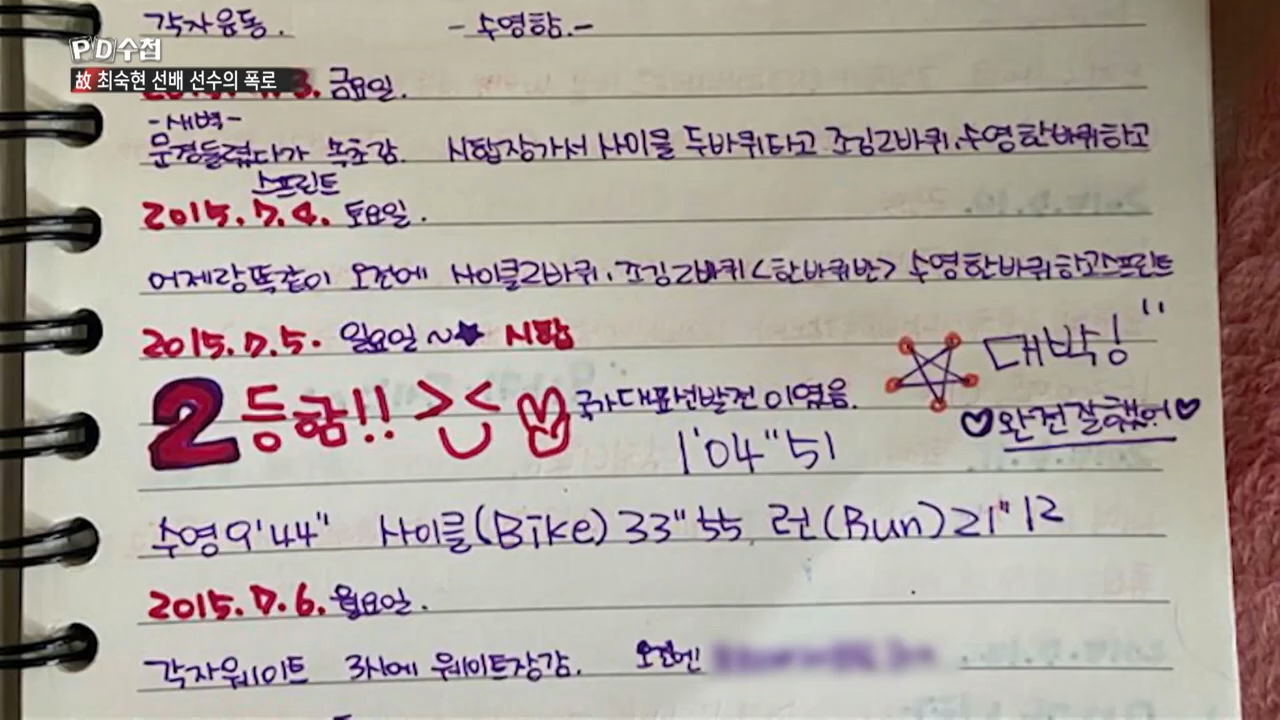 PD수첩
故 최숙현 선배 선수의 폭로
각자운동. -수영함.-
3. 금요일.
-새벽-
문경들렸다가 속초감. 시합장가서 사이클 두바퀴타고 조깅2바퀴.수영한바퀴하고
스프린트
2015.7.4. 토요일.
어제랑똑같이 오전에 사이클2바퀴.조깅2바퀴<한바퀴반> 수영한바퀴하고스프린트
2015.7.5. 일요일~★ 시합
2등함!! >< 국가대표선발전이였음. 대박!"
1'04"51 ♡완전잘했어♡
수영9'44" 사이클(Bike)33"55. 런(Run)21"12
2015.7.6. 월요일.
각자웨이트 3시에 웨이트장감. 오전엔